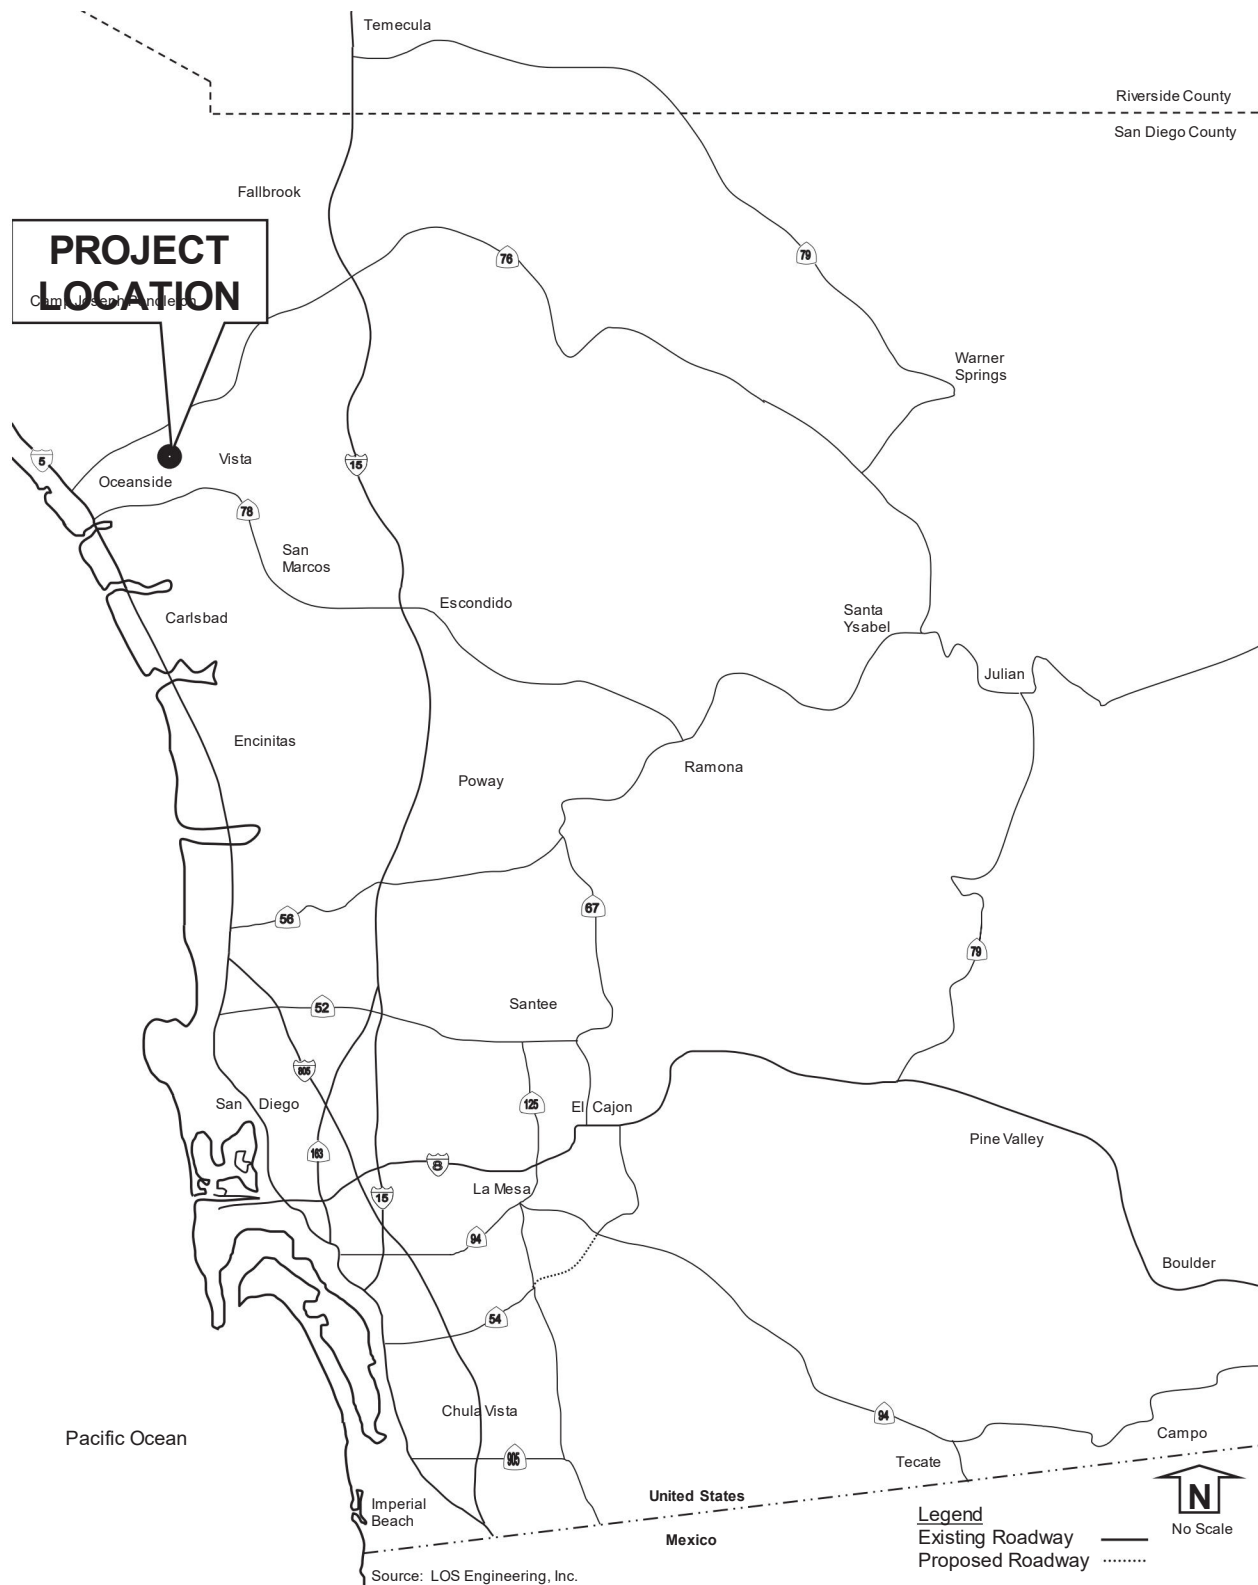 Temecula
Riverside County
San Diego County
Fallbrook
PROJECT
LOCATION
Camp Joseph Pendleton
76
79
Warner
Springs
5
Vista
15
Oceanside
78
San
Marcos
Escondido
Santa
Ysabel
Carlsbad
Julian
Encinitas
Ramona
Poway
56
67
79
52
Santee
805
San Diego
125
El Cajon
Pine Valley
163
8
La Mesa
15
94
Boulder
54
Chula Vista
94
Pacific Ocean
Campo
905
Tecate
United States
Mexico
Imperial
Beach
N
No Scale
Legend
Existing Roadway
Proposed Roadway
Source: LOS Engineering, Inc.